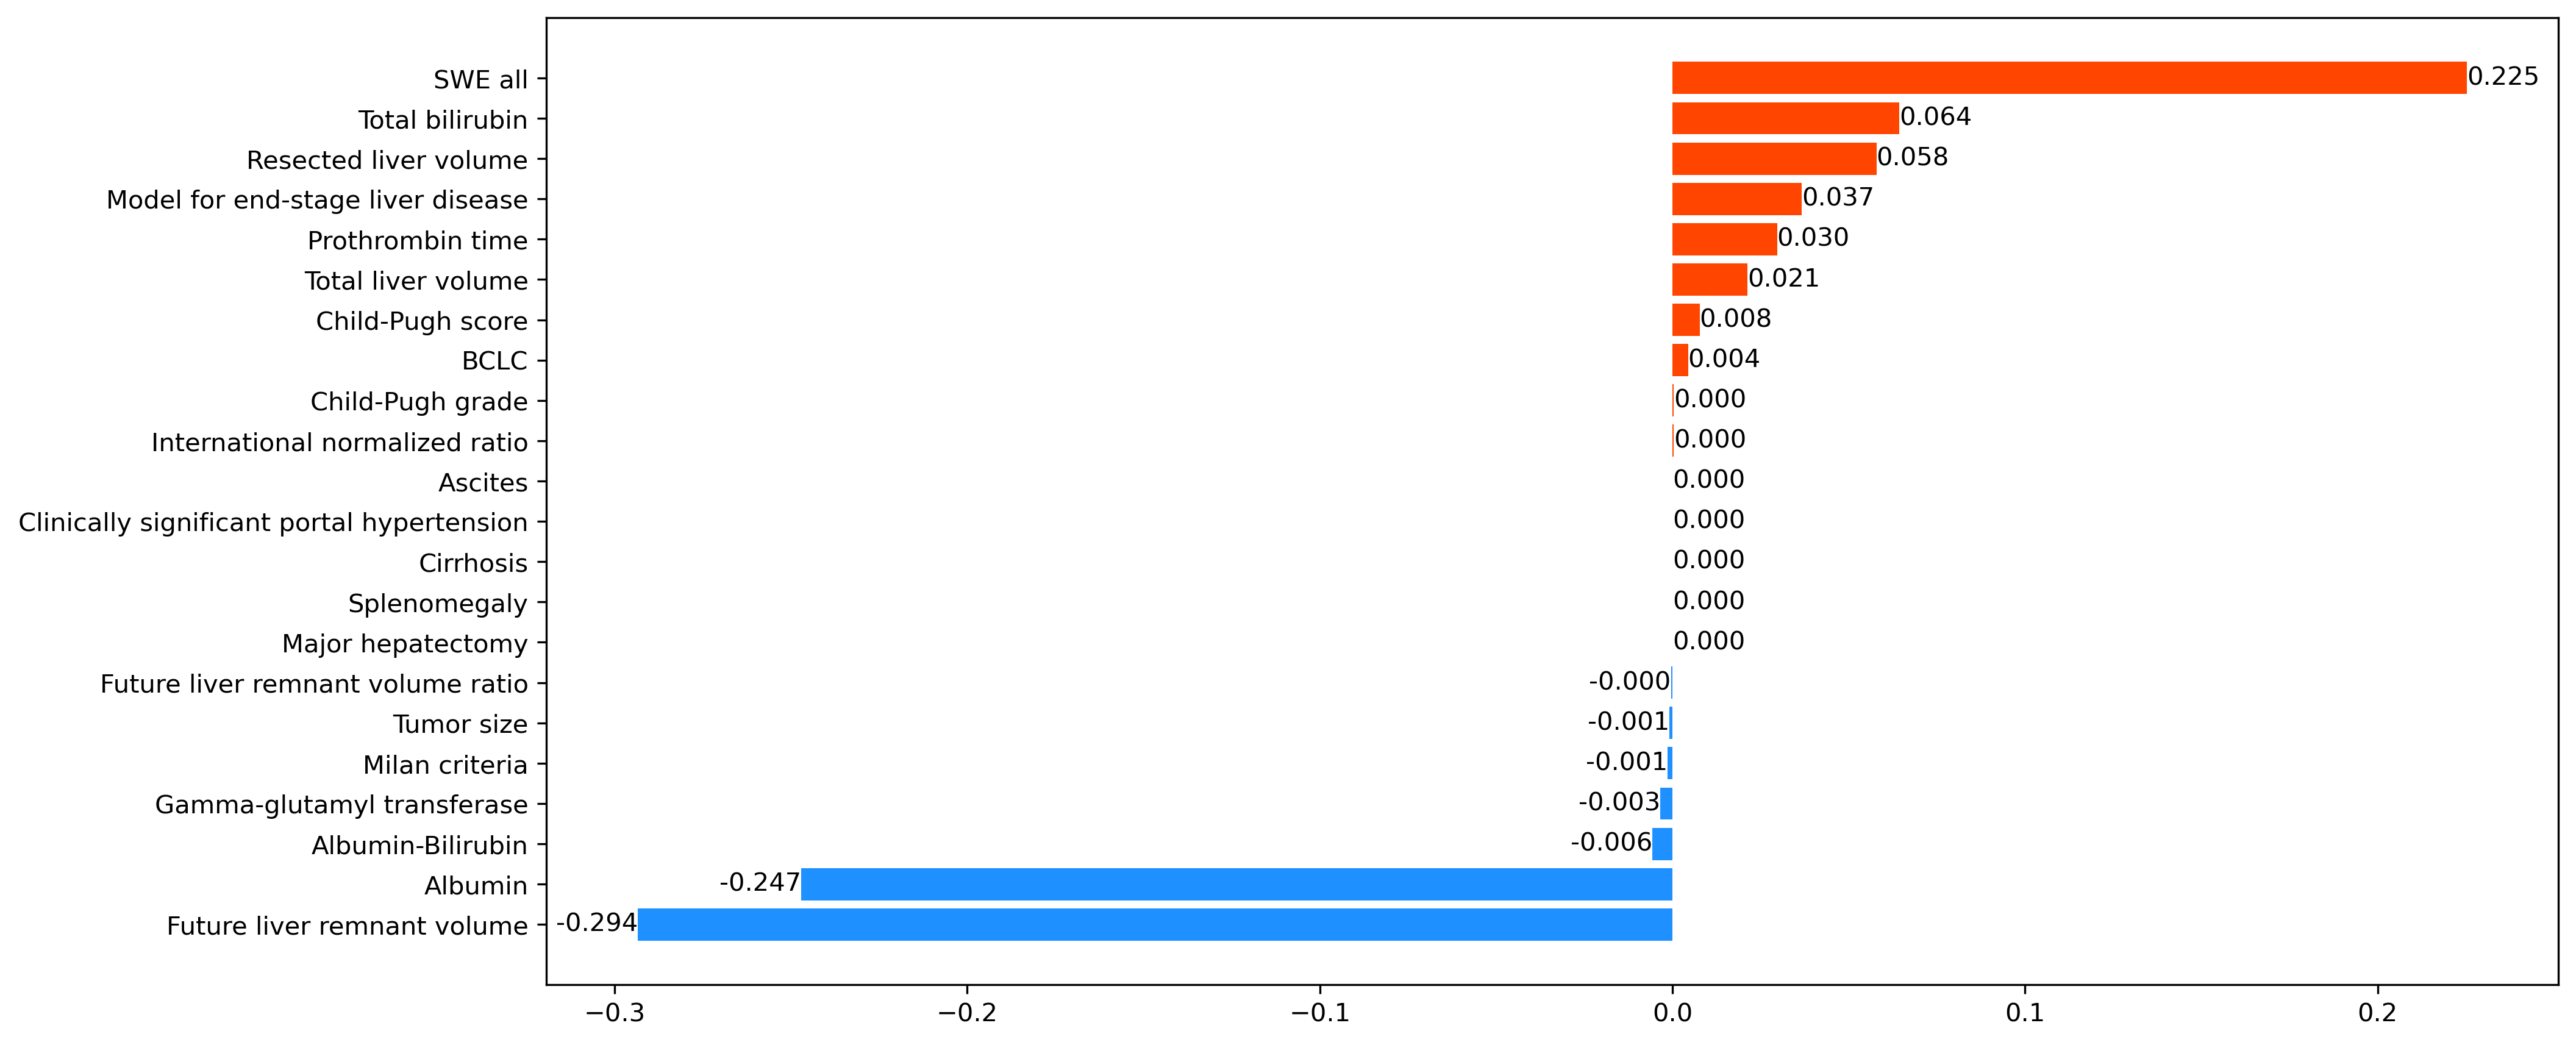 SWE all 0.225
Total bilirubin 0.064
Resected liver volume 0.058
Model for end-stage liver disease 0.037
Prothrombin time 0.030
Total liver volume 0.021
Child-Pugh score 0.008
BCLC 0.004
Child-Pugh grade 0.000
International normalized ratio 0.000
Ascites 0.000
Clinically significant portal hypertension 0.000
Cirrhosis 0.000
Splenomegaly 0.000
Major hepatectomy 0.000
Future liver remnant volume ratio -0.000
Tumor size -0.001
Milan criteria -0.001
Gamma-glutamyl transferase -0.003
Albumin-Bilirubin -0.006
Albumin -0.247
Future liver remnant volume -0.294
−0.3 −0.2 −0.1 0.0 0.1 0.2